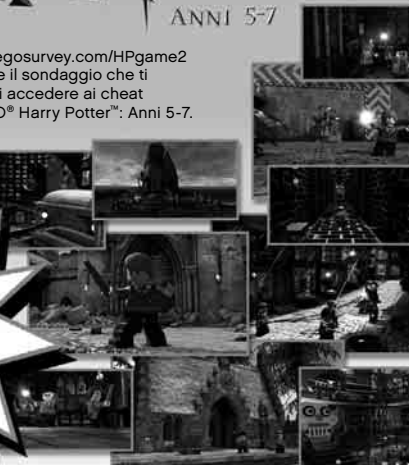 ANNI 5-7
egosurvey.com/HPgame2
e il sondaggio che ti
i accedere ai cheat
O® Harry Potter™: Anni 5-7.